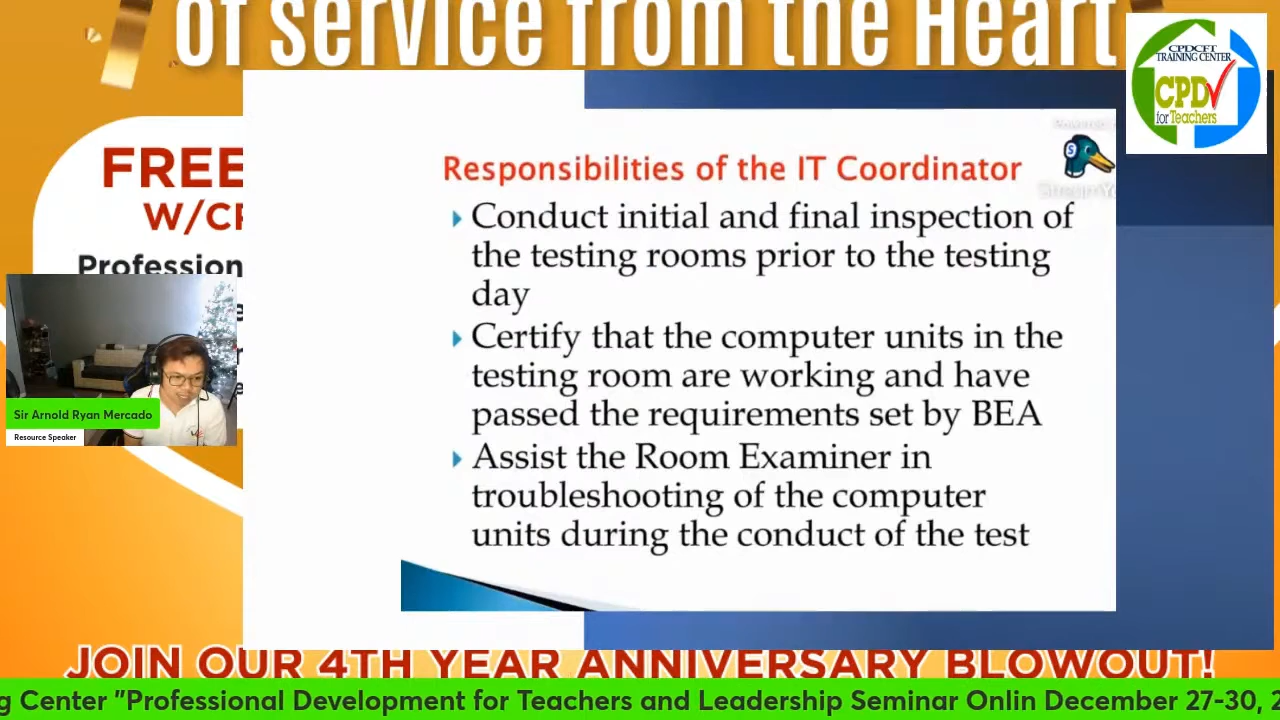 of service from the Heart
CPDCFT
TRAINING CENTER
CPD
for Teachers
FREE
W/CP
Profession
Responsibilities of the IT Coordinator
Conduct initial and final inspection of
the testing rooms prior to the testing
day
Certify that the computer units in the
testing room are working and have
passed the requirements set by BEA
Assist the Room Examiner in
troubleshooting of the computer
units during the conduct of the test
Sir Arnold Ryan Mercado
Resource Speaker
JOIN OUR 4TH YEAR ANNIVERSARY BLOWOUT!
g Center "Professional Development for Teachers and Leadership Seminar Onlin December 27-30, 2